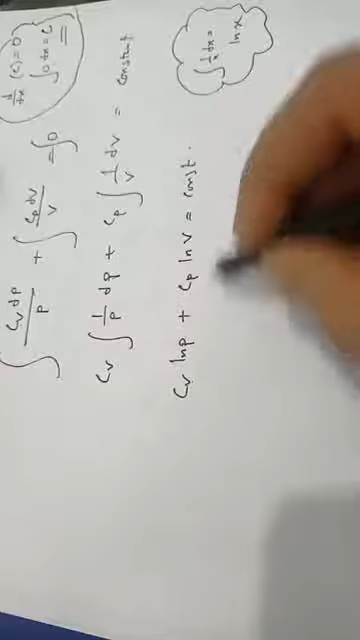 d/dx (c) = 0
∫ 0 dx = C
∫ Cv dp / p + ∫ Cp dv / v = ∫ 0
Cv ∫ 1/p dp + Cp ∫ 1/v dv = constant
∫ 1/x dx =
ln x
Cv ln p + Cp ln v = const.